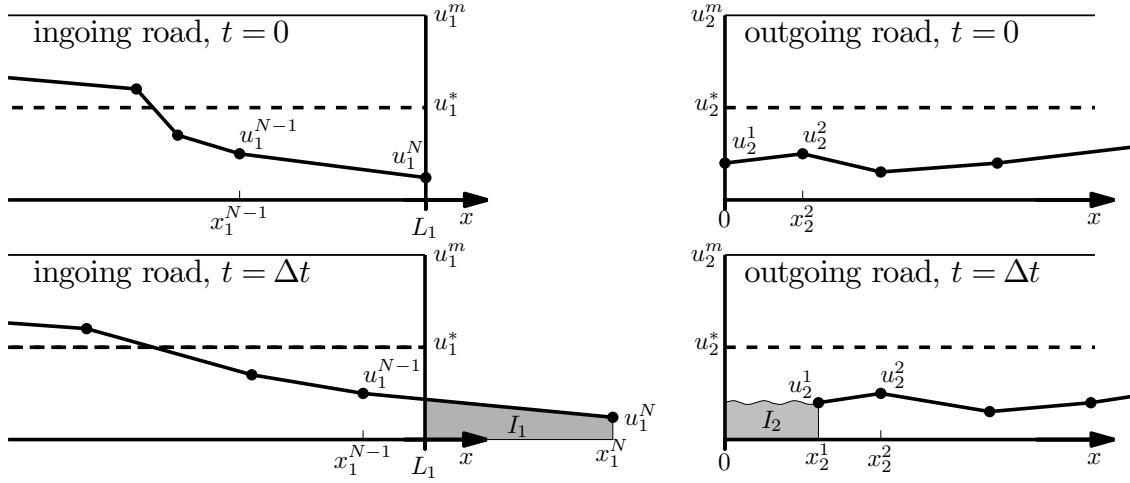 ingoing road, $t = 0$
$u_1^m$
$u_1^*$
$u_1^{N-1}$
$u_1^N$
$x_1^{N-1}$
$L_1$
$x$
$u_2^m$
outgoing road, $t = 0$
$u_2^*$
$u_2^1$
$u_2^2$
$0$
$x_2^2$
$x$
ingoing road, $t = \Delta t$
$u_1^m$
$u_1^*$
$u_1^{N-1}$
$I_1$
$u_1^N$
$x_1^{N-1}$
$L_1$
$x$
$x_1^N$
$u_2^m$
outgoing road, $t = \Delta t$
$u_2^*$
$u_2^1$
$u_2^2$
$I_2$
$0$
$x_2^1$
$x_2^2$
$x$